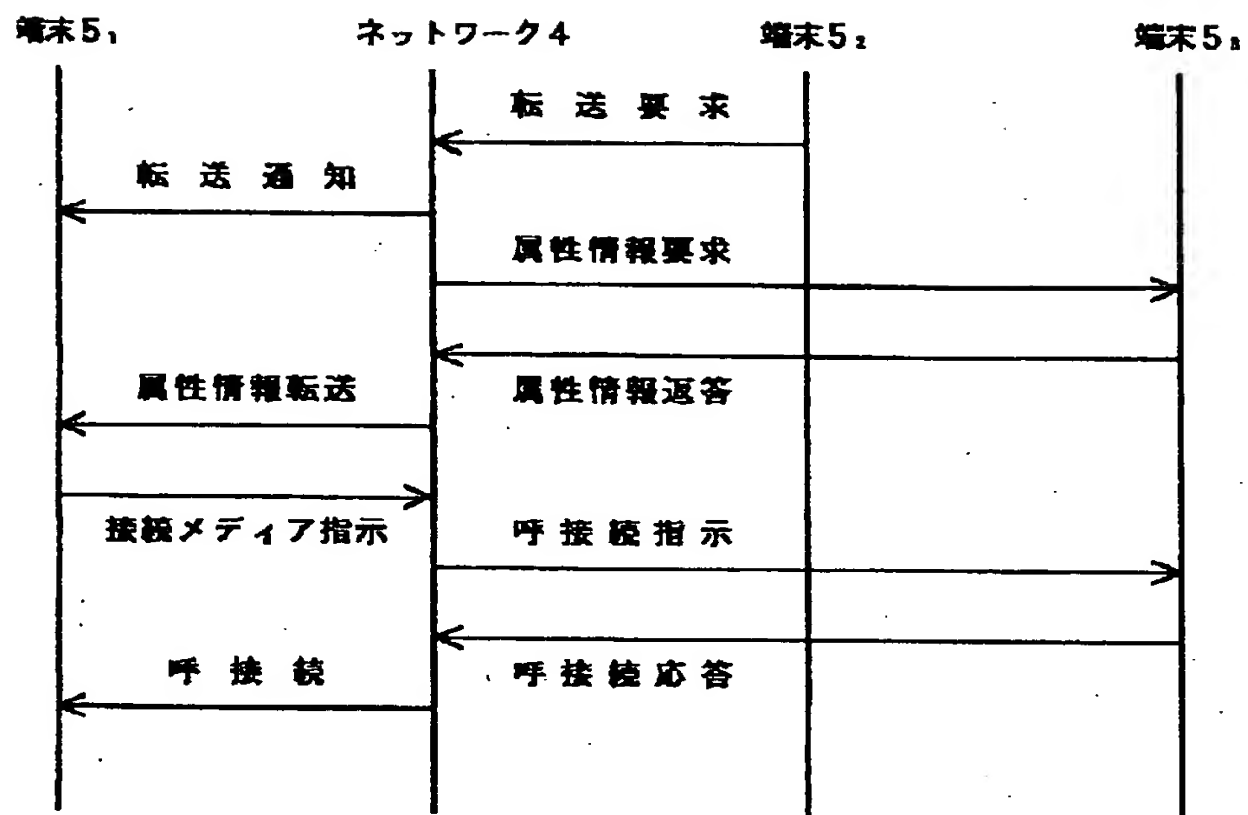 端末5₁
ネットワーク4
端末5₂
端末5₃
転送要求
転送通知
属性情報要求
属性情報転送
属性情報返答
接続メディア指示
呼接続指示
呼接続
呼接続応答